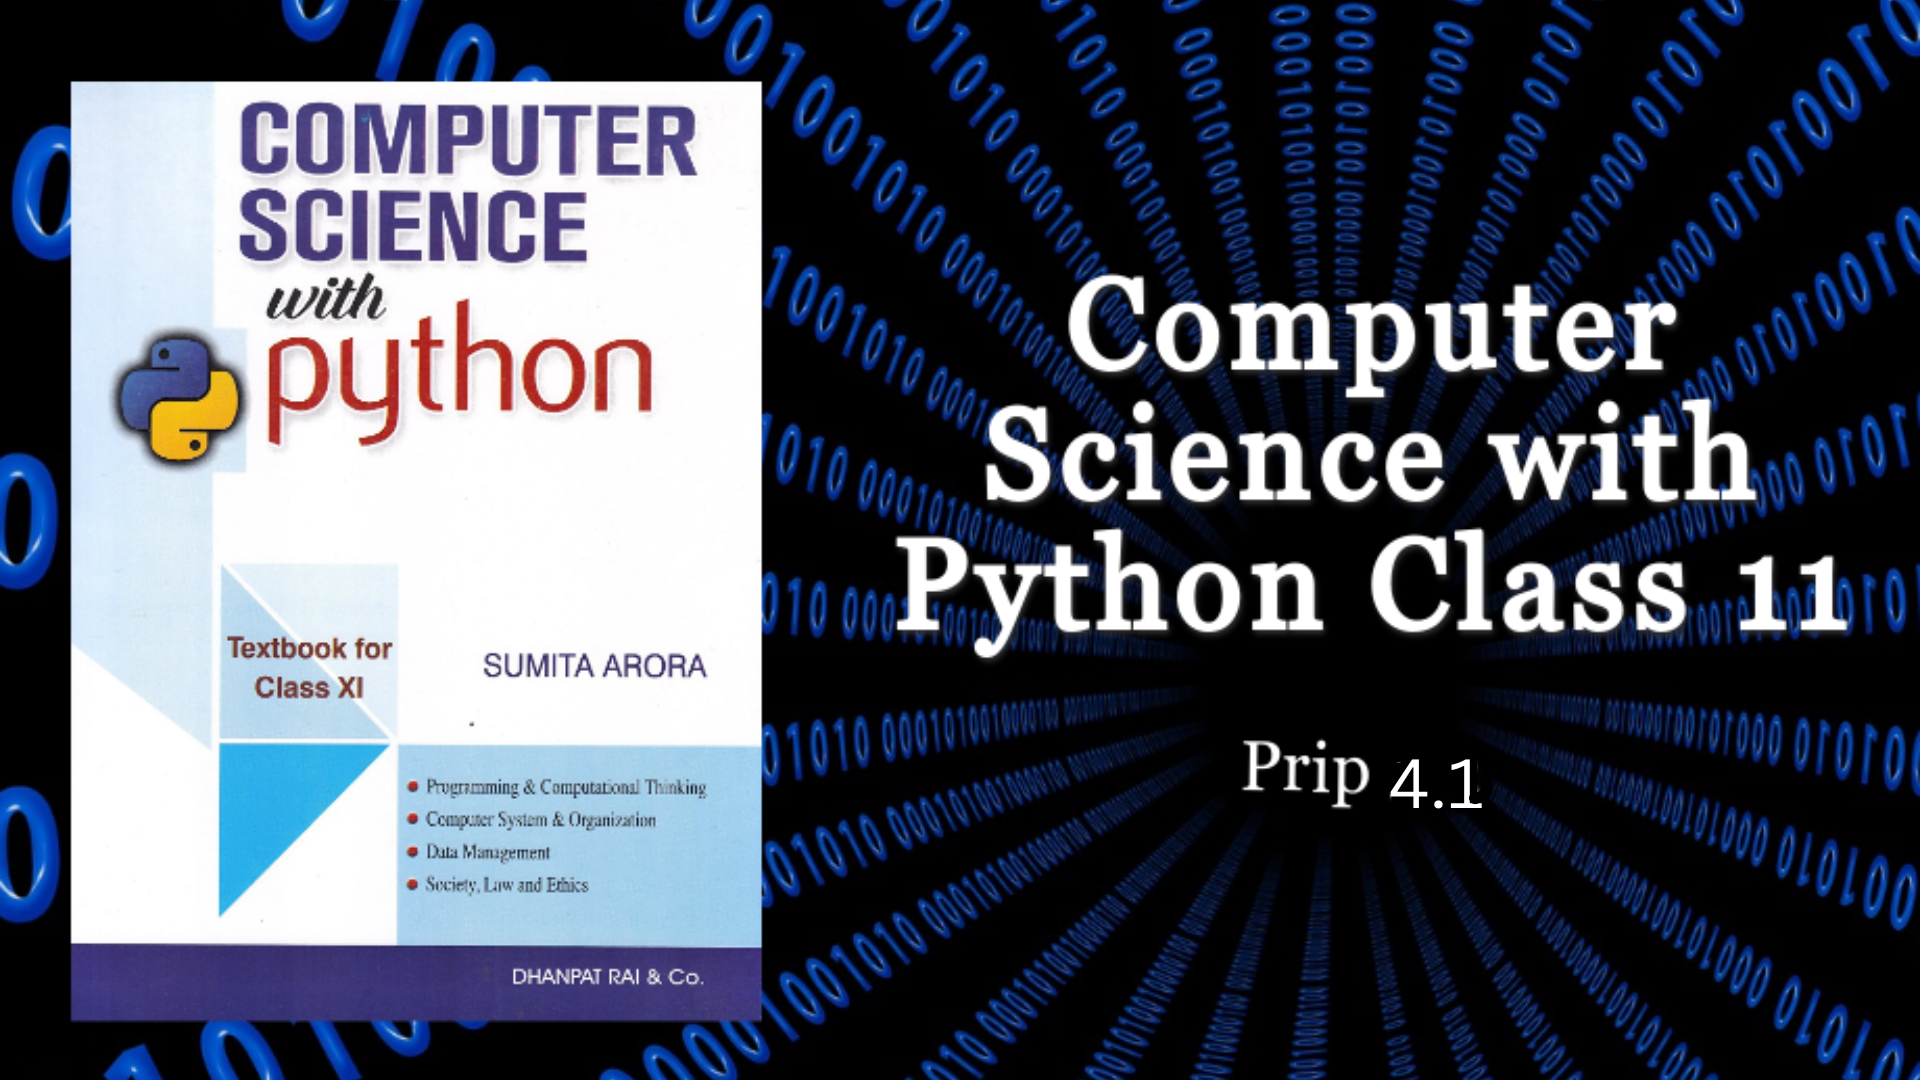 COMPUTER
SCIENCE
with
python
Textbook for
Class XI
SUMITA ARORA
Programming & Computational Thinking
Computer System & Organization
Data Management
Society, Law and Ethics
DHANPAT RAI & Co.
Computer
Science with
Python Class 11
Prip 4.1